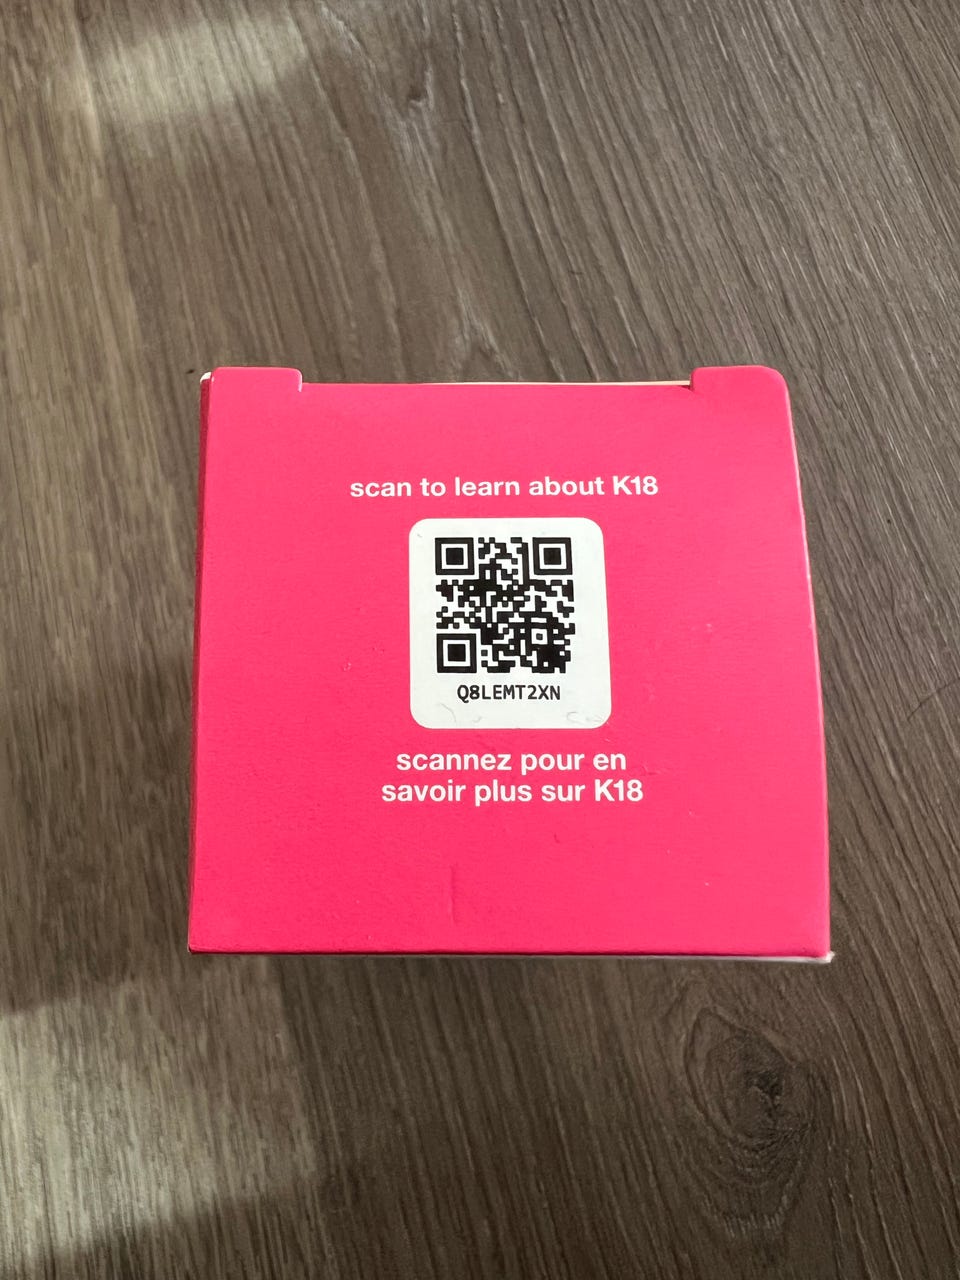 scan to learn about K18
Q8LEMT2XN
scannez pour en
savoir plus sur K18